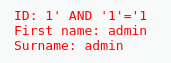 ID: 1' AND '1'='1
First name: admin
Surname: admin